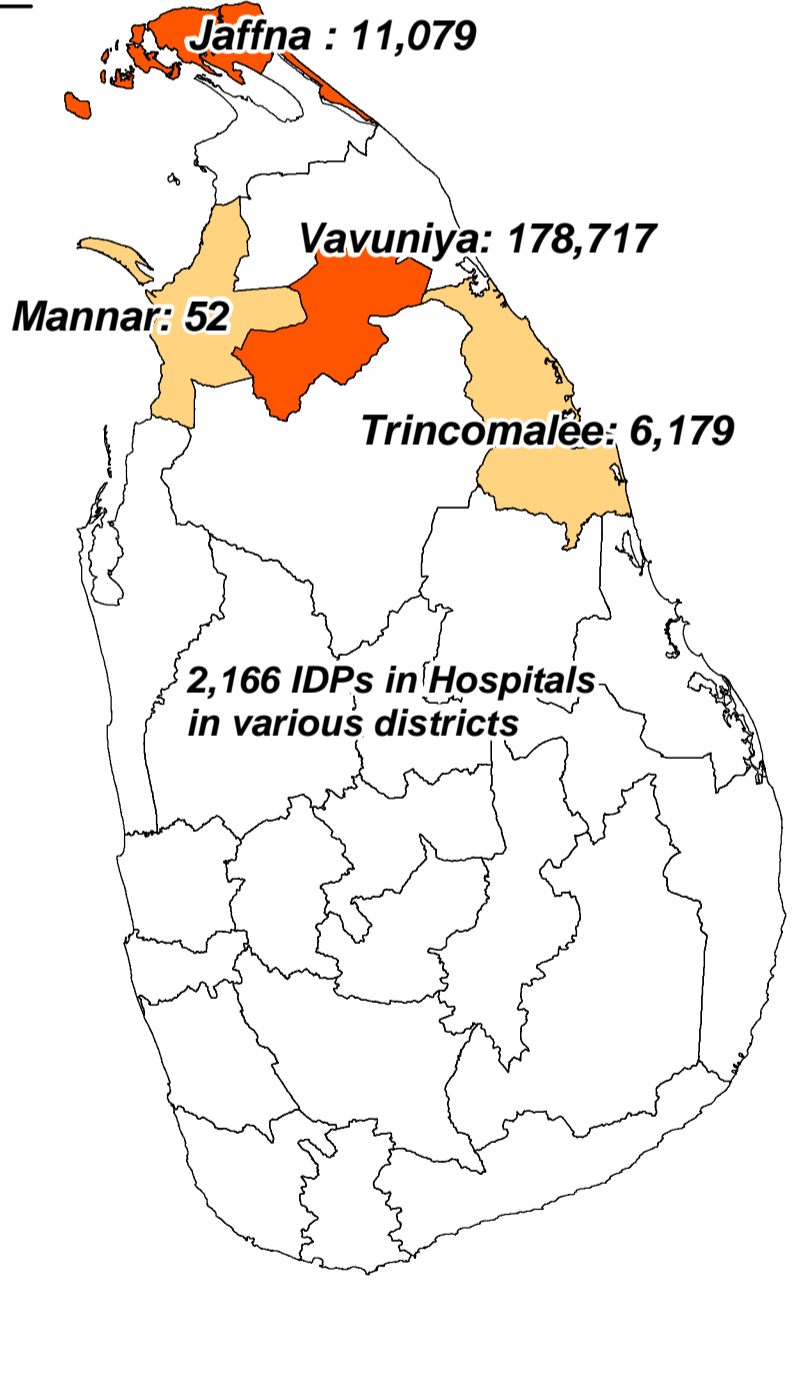 Jaffna : 11,079
Vavuniya: 178,717
Mannar: 52
Trincomalee: 6,179
2,166 IDPs in Hospitals
in various districts